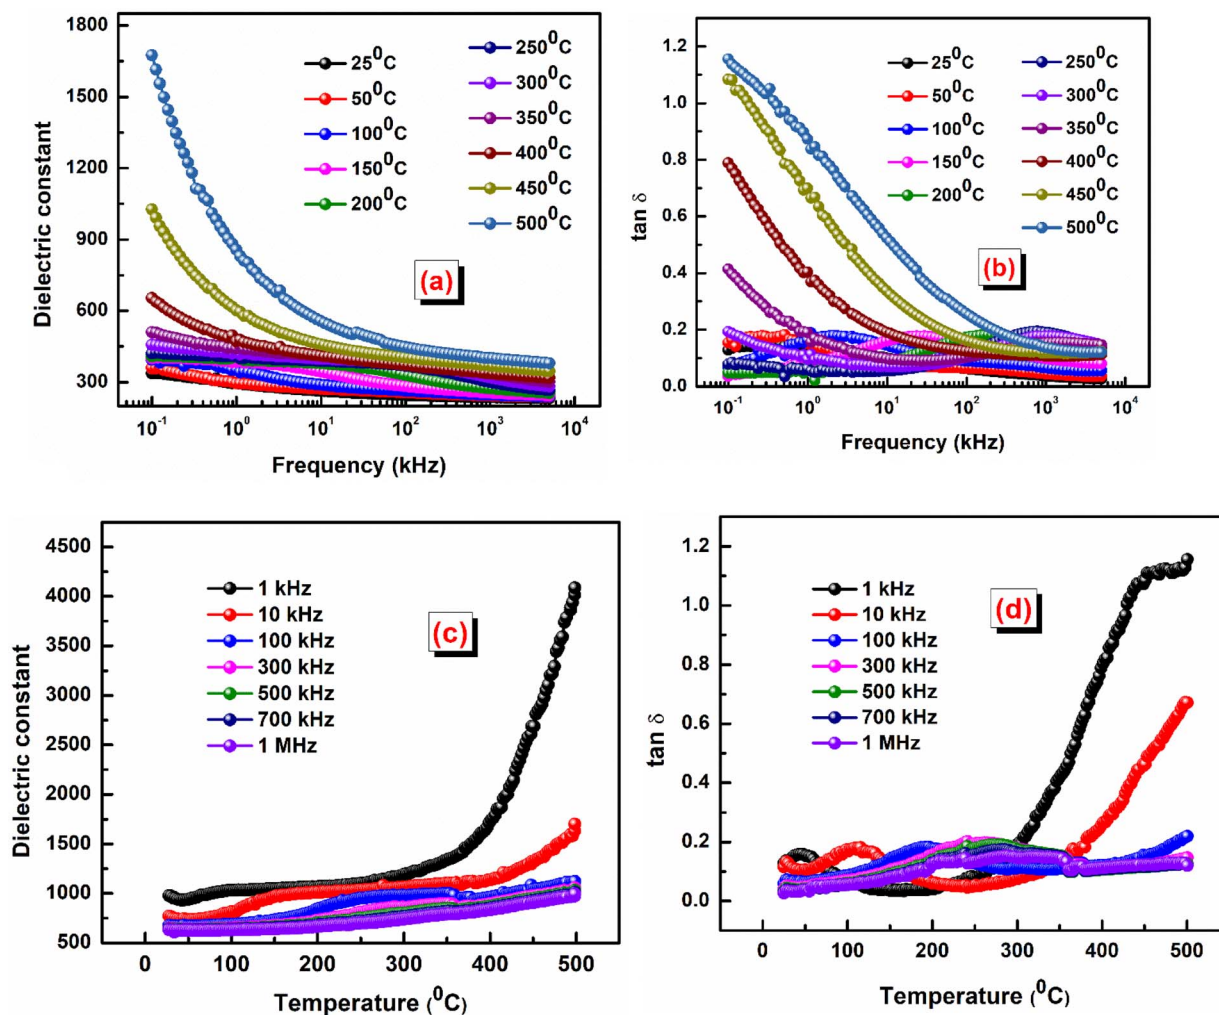 1800
1500
1200
900
600
300
Dielectric constant
25⁰C
50⁰C
100⁰C
150⁰C
200⁰C
250⁰C
300⁰C
350⁰C
400⁰C
450⁰C
500⁰C
(a)
10⁻¹ 10⁰ 10¹ 10² 10³ 10⁴
Frequency (kHz)
1.2
1.0
0.8
0.6
0.4
0.2
0.0
tan δ
25⁰C
50⁰C
100⁰C
150⁰C
200⁰C
250⁰C
300⁰C
350⁰C
400⁰C
450⁰C
500⁰C
(b)
10⁻¹ 10⁰ 10¹ 10² 10³ 10⁴
Frequency (kHz)
4500
4000
3500
3000
2500
2000
1500
1000
500
Dielectric constant
1 kHz
10 kHz
100 kHz
300 kHz
500 kHz
700 kHz
1 MHz
(c)
0 100 200 300 400 500
Temperature (⁰C)
1.2
1.0
0.8
0.6
0.4
0.2
0.0
tan δ
1 kHz
10 kHz
100 kHz
300 kHz
500 kHz
700 kHz
1 MHz
(d)
0 100 200 300 400 500
Temperature (⁰C)